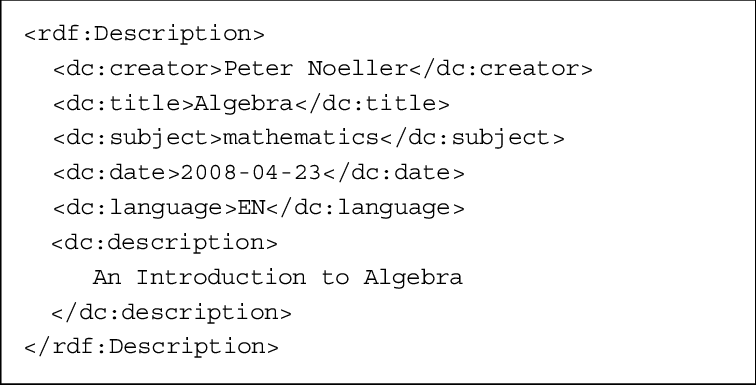 <rdf:Description>
<dc:creator>Peter Noeller</dc:creator>
<dc:title>Algebra</dc:title>
<dc:subject>mathematics</dc:subject>
<dc:date>2008-04-23</dc:date>
<dc:language>EN</dc:language>
<dc:description>
An Introduction to Algebra
</dc:description>
</rdf:Description>